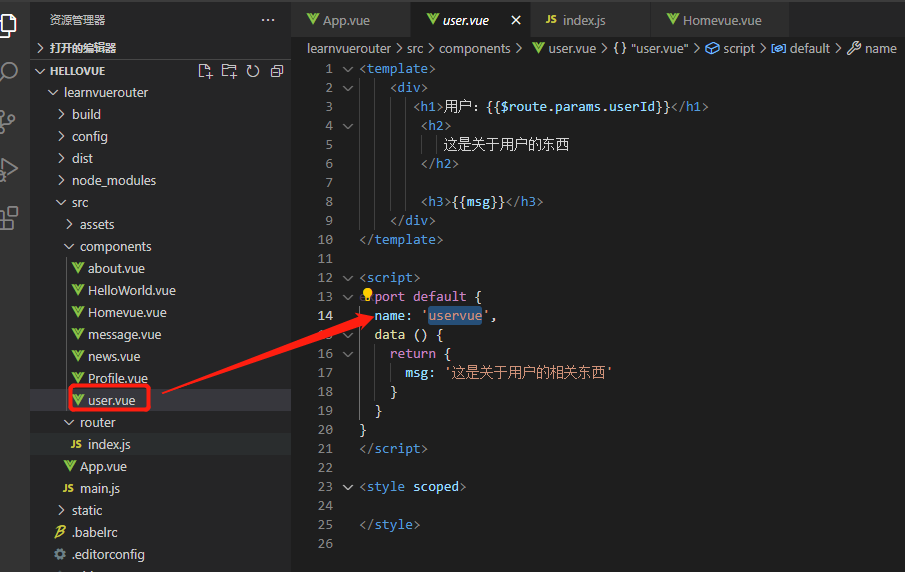 资源管理器
打开的编辑器
HELLOVUE
learnvuerouter
build
config
dist
node_modules
src
assets
components
about.vue
HelloWorld.vue
Homevue.vue
message.vue
news.vue
Profile.vue
user.vue
router
JS index.js
App.vue
JS main.js
static
.babelrc
.editorconfig
App.vue
user.vue
JS index.js
Homevue.vue
learnvuerouter > src > components > user.vue > {} "user.vue" > script > default > name
1 <template>
2 <div>
3 <h1>用户: {{$route.params.userId}}</h1>
4 <h2>
5 这是关于用户的东西
6 </h2>
7
8 <h3>{{msg}}</h3>
9 </div>
10 </template>
11
12 <script>
13 export default {
14 name: 'uservue',
15 data () {
16 return {
17 msg: '这是关于用户的相关东西'
18 }
19 }
20 }
21 </script>
22
23 <style scoped>
24
25 </style>
26